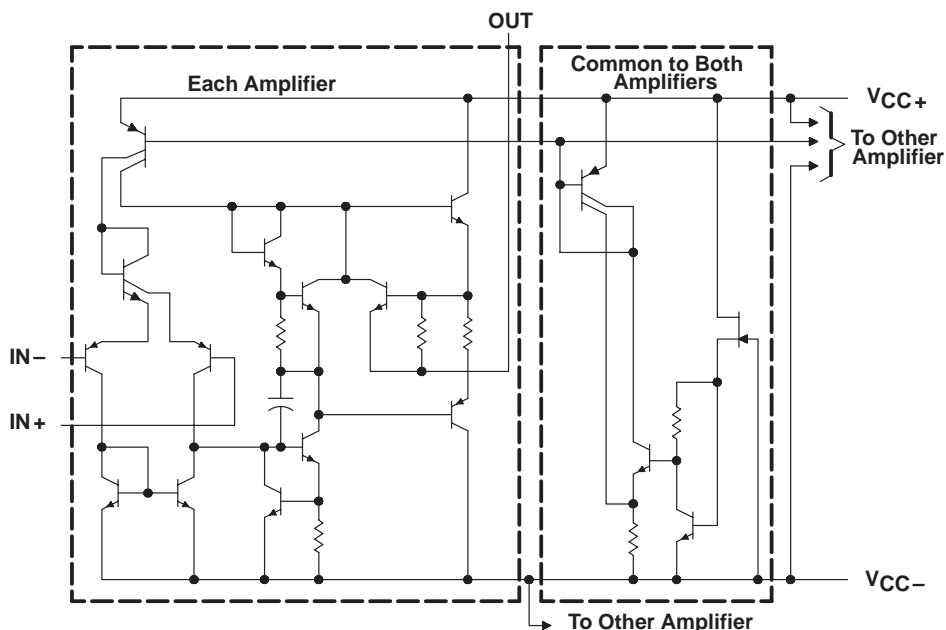 OUT
Each Amplifier
Common to Both
Amplifiers
VCC+
To Other
Amplifier
IN−
IN+
VCC−
To Other Amplifier